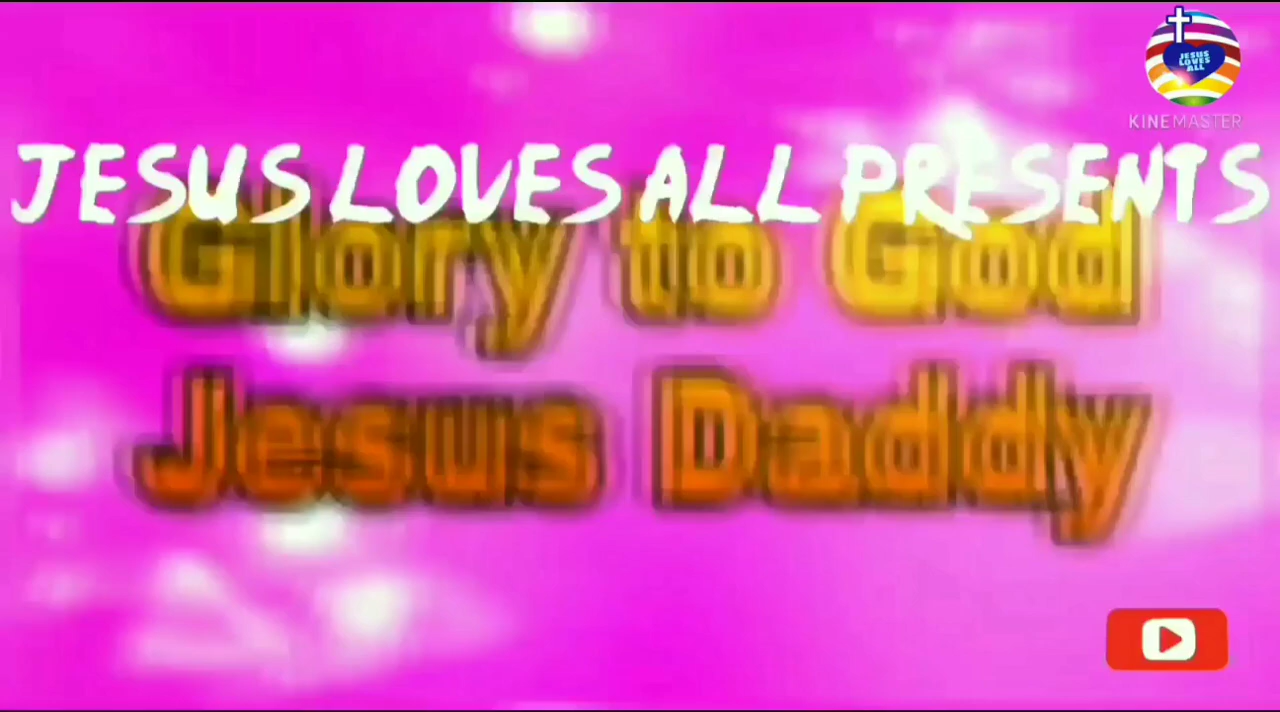 JESUS
LOVES
ALL
KINEMASTER
JESUS LOVES ALL PRESENTS
Glory to God
Jesus Daddy